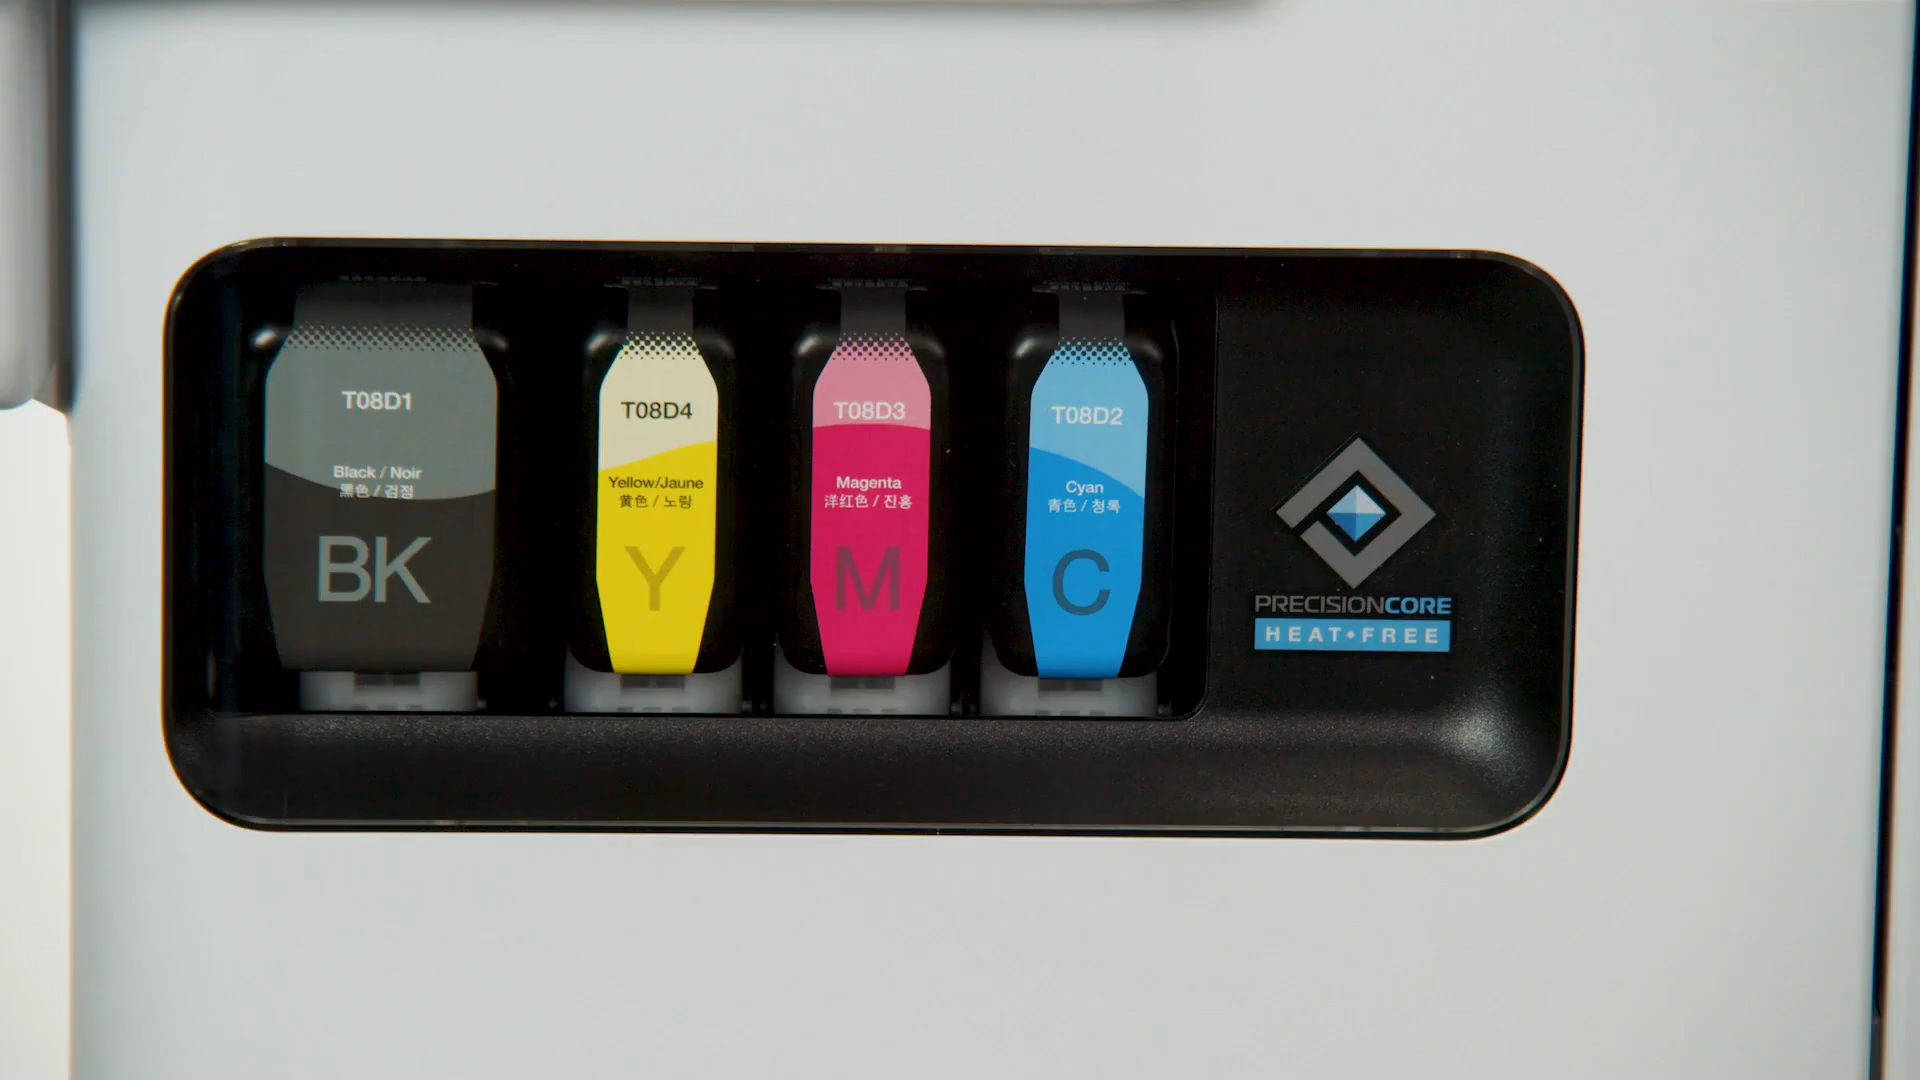 T08D1
Black / Noir
黑色 / 검정
BK
T08D4
Yellow/Jaune
黄色 / 노랑
Y
T08D3
Magenta
洋红色 / 진홍
M
T08D2
Cyan
青色 / 청록
C
PRECISIONCORE
HEAT•FREE